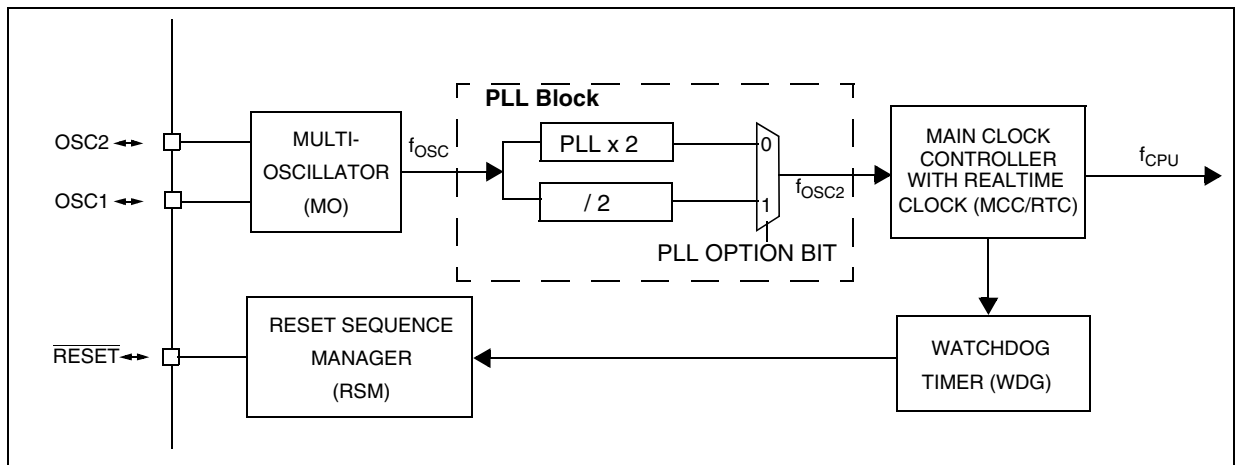 PLL Block
OSC2
OSC1
MULTI-
OSCILLATOR
(MO)
fOSC
PLL x 2
/ 2
0
1
PLL OPTION BIT
fOSC2
MAIN CLOCK
CONTROLLER
WITH REALTIME
CLOCK (MCC/RTC)
fCPU
RESET
RESET SEQUENCE
MANAGER
(RSM)
WATCHDOG
TIMER (WDG)